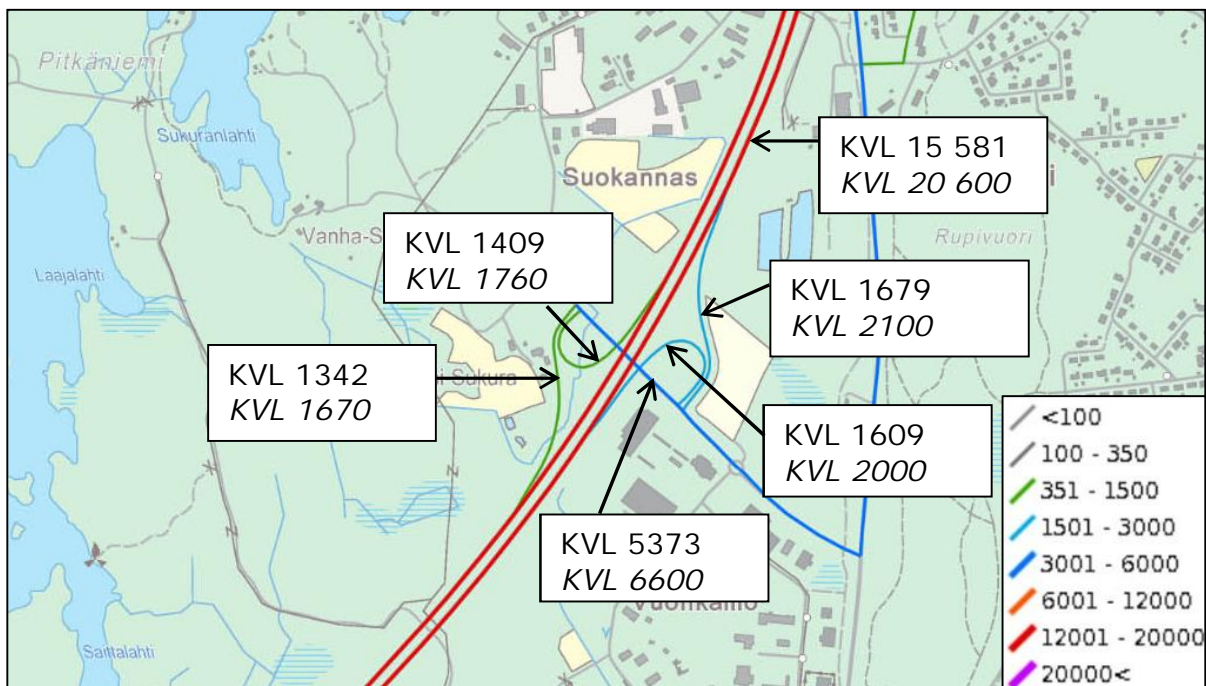 Pitkäniemi
Sukuranlahti
Suokannas
KVL 15 581
KVL 20 600
i
Rupivuori
Vanha-S
KVL 1409
KVL 1760
Laajalahti
KVL 1679
KVL 2100
KVL 1342
KVL 1670
i Sukura
KVL 1609
KVL 2000
KVL 5373
KVL 6600
Saittalahti
<100
100 - 350
351 - 1500
1501 - 3000
3001 - 6000
6001 - 12000
12001 - 20000
20000<